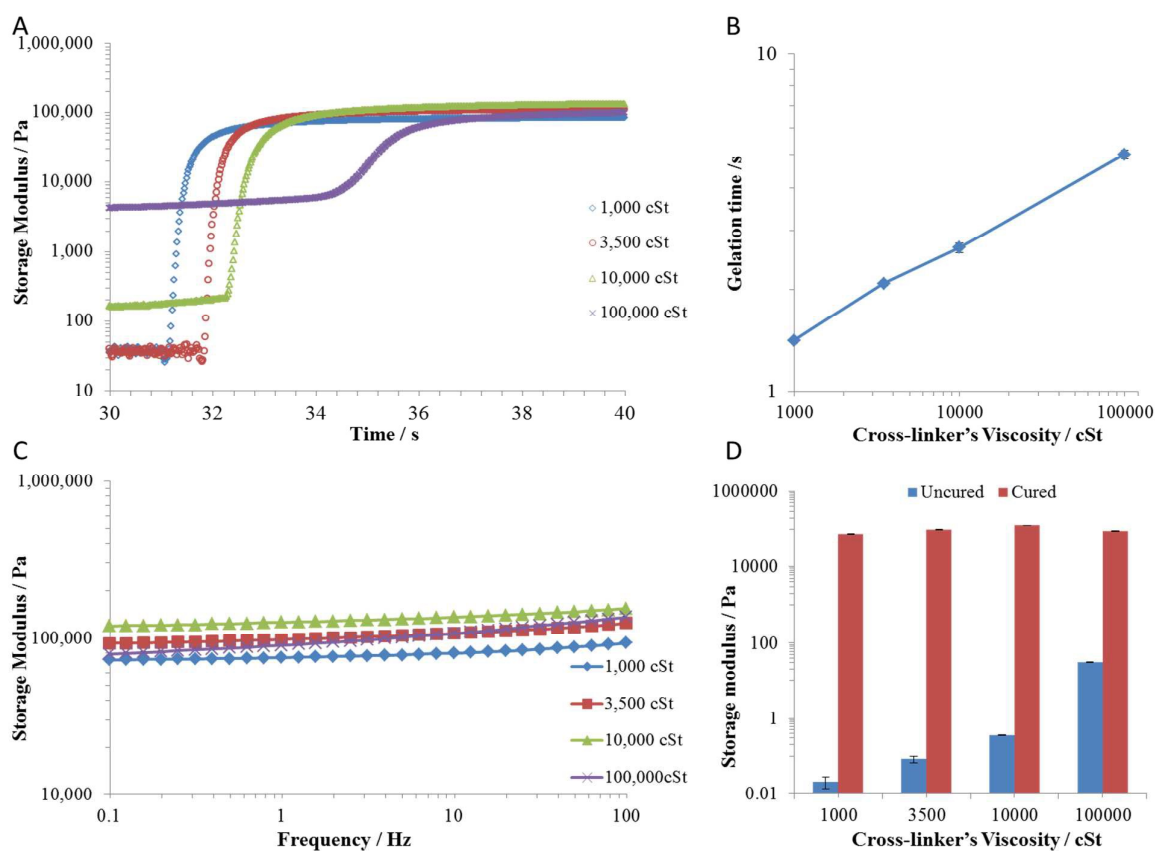 A
1,000,000
100,000
10,000
1,000
100
10
Storage Modulus / Pa
30 32 34 36 38 40
Time / s
1,000 cSt
3,500 cSt
10,000 cSt
100,000 cSt
B
10
1
Gelation time /s
1000 10000 100000
Cross-linker's Viscosity / cSt
C
1,000,000
100,000
10,000
Storage Modulus / Pa
0.1 1 10 100
Frequency / Hz
1,000 cSt
3,500 cSt
10,000 cSt
100,000cSt
D
Uncured Cured
1000000
10000
100
1
0.01
Storage modulus / Pa
1000 3500 10000 100000
Cross-linker's Viscosity / cSt